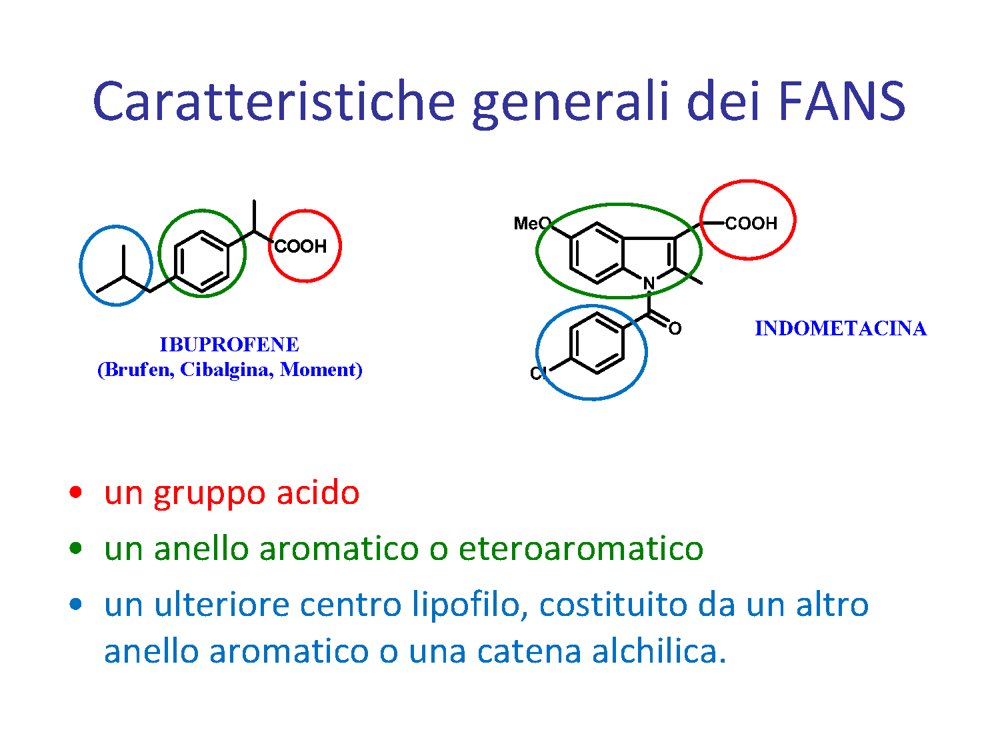 Caratteristiche generali dei FANS
COOH
IBUPROFENE
(Brufen, Cibalgina, Moment)
MeO
COOH
N
O
Cl
INDOMETACINA
• un gruppo acido
• un anello aromatico o eteroaromatico
• un ulteriore centro lipofilo, costituito da un altro
anello aromatico o una catena alchilica.